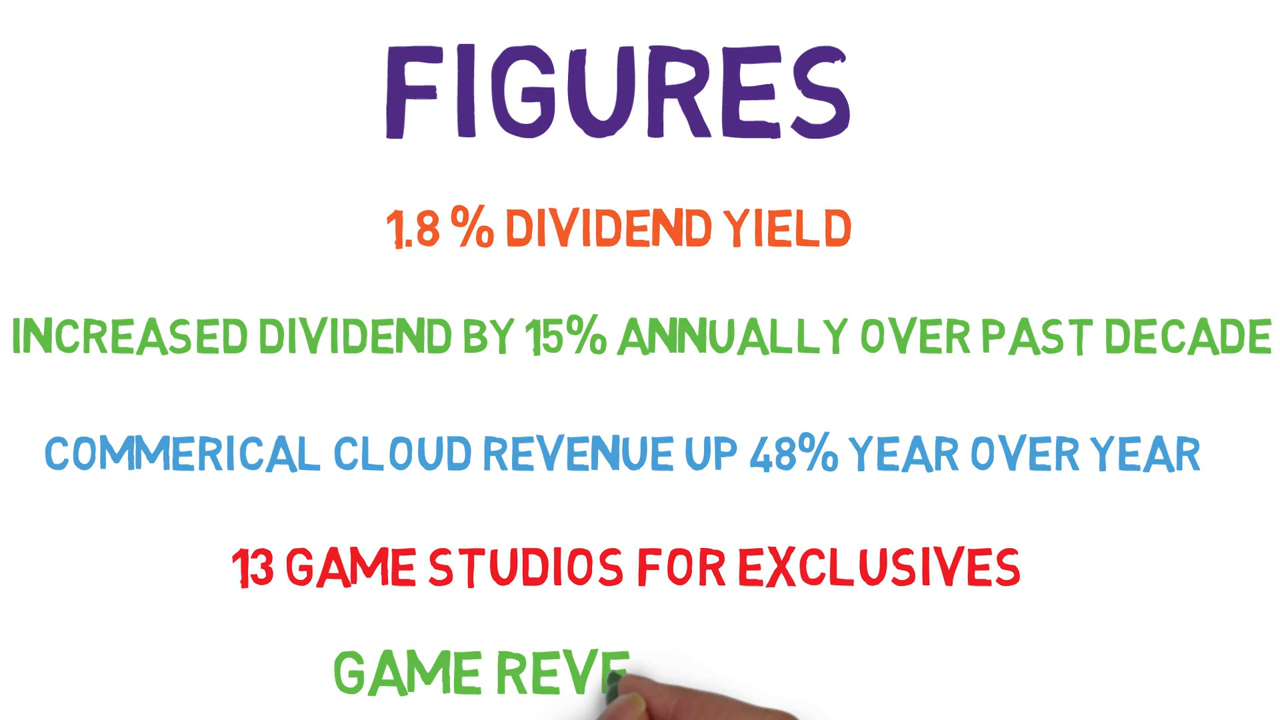 FIGURES
1.8 % DIVIDEND YIELD
INCREASED DIVIDEND BY 15% ANNUALLY OVER PAST DECADE
COMMERICAL CLOUD REVENUE UP 48% YEAR OVER YEAR
13 GAME STUDIOS FOR EXCLUSIVES
GAME REVE